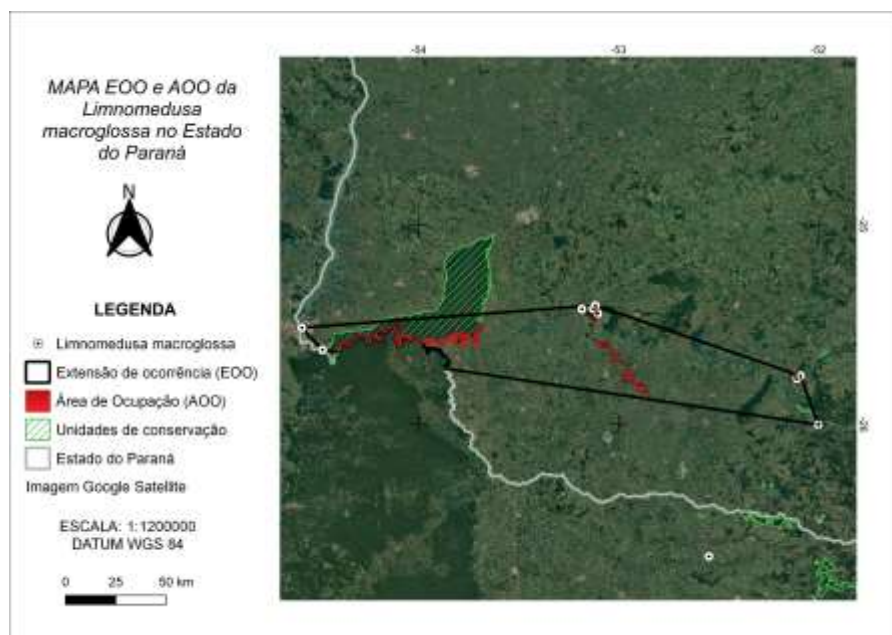 MAPA EOO e AOO da
Limnomedusa
macroglossa no Estado
do Paraná
N
LEGENDA
Limnomedusa macroglossa
Extensão de ocorrência (EOO)
Área de Ocupação (AOO)
Unidades de conservação
Estado do Paraná
Imagem Google Satellite
ESCALA: 1:1200000
DATUM WGS 84
0 25 50 km
-54 -53 -52
-25